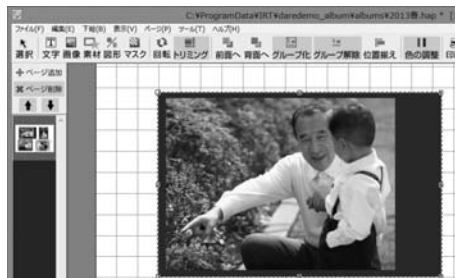 C:¥ProgramData¥IRT¥daredemo_album¥albums¥2013春.hap * [
ファイル(F) 編集(E) 下絵(B) 表示(V) ページ(P) ツール(T) ヘルプ(H)
選択 文字 画像 素材 図形 マスク 回転 トリミング 前面へ 背面へ グループ化 グループ解除 位置揃え 色の調整 印
ページ追加
ページ削除